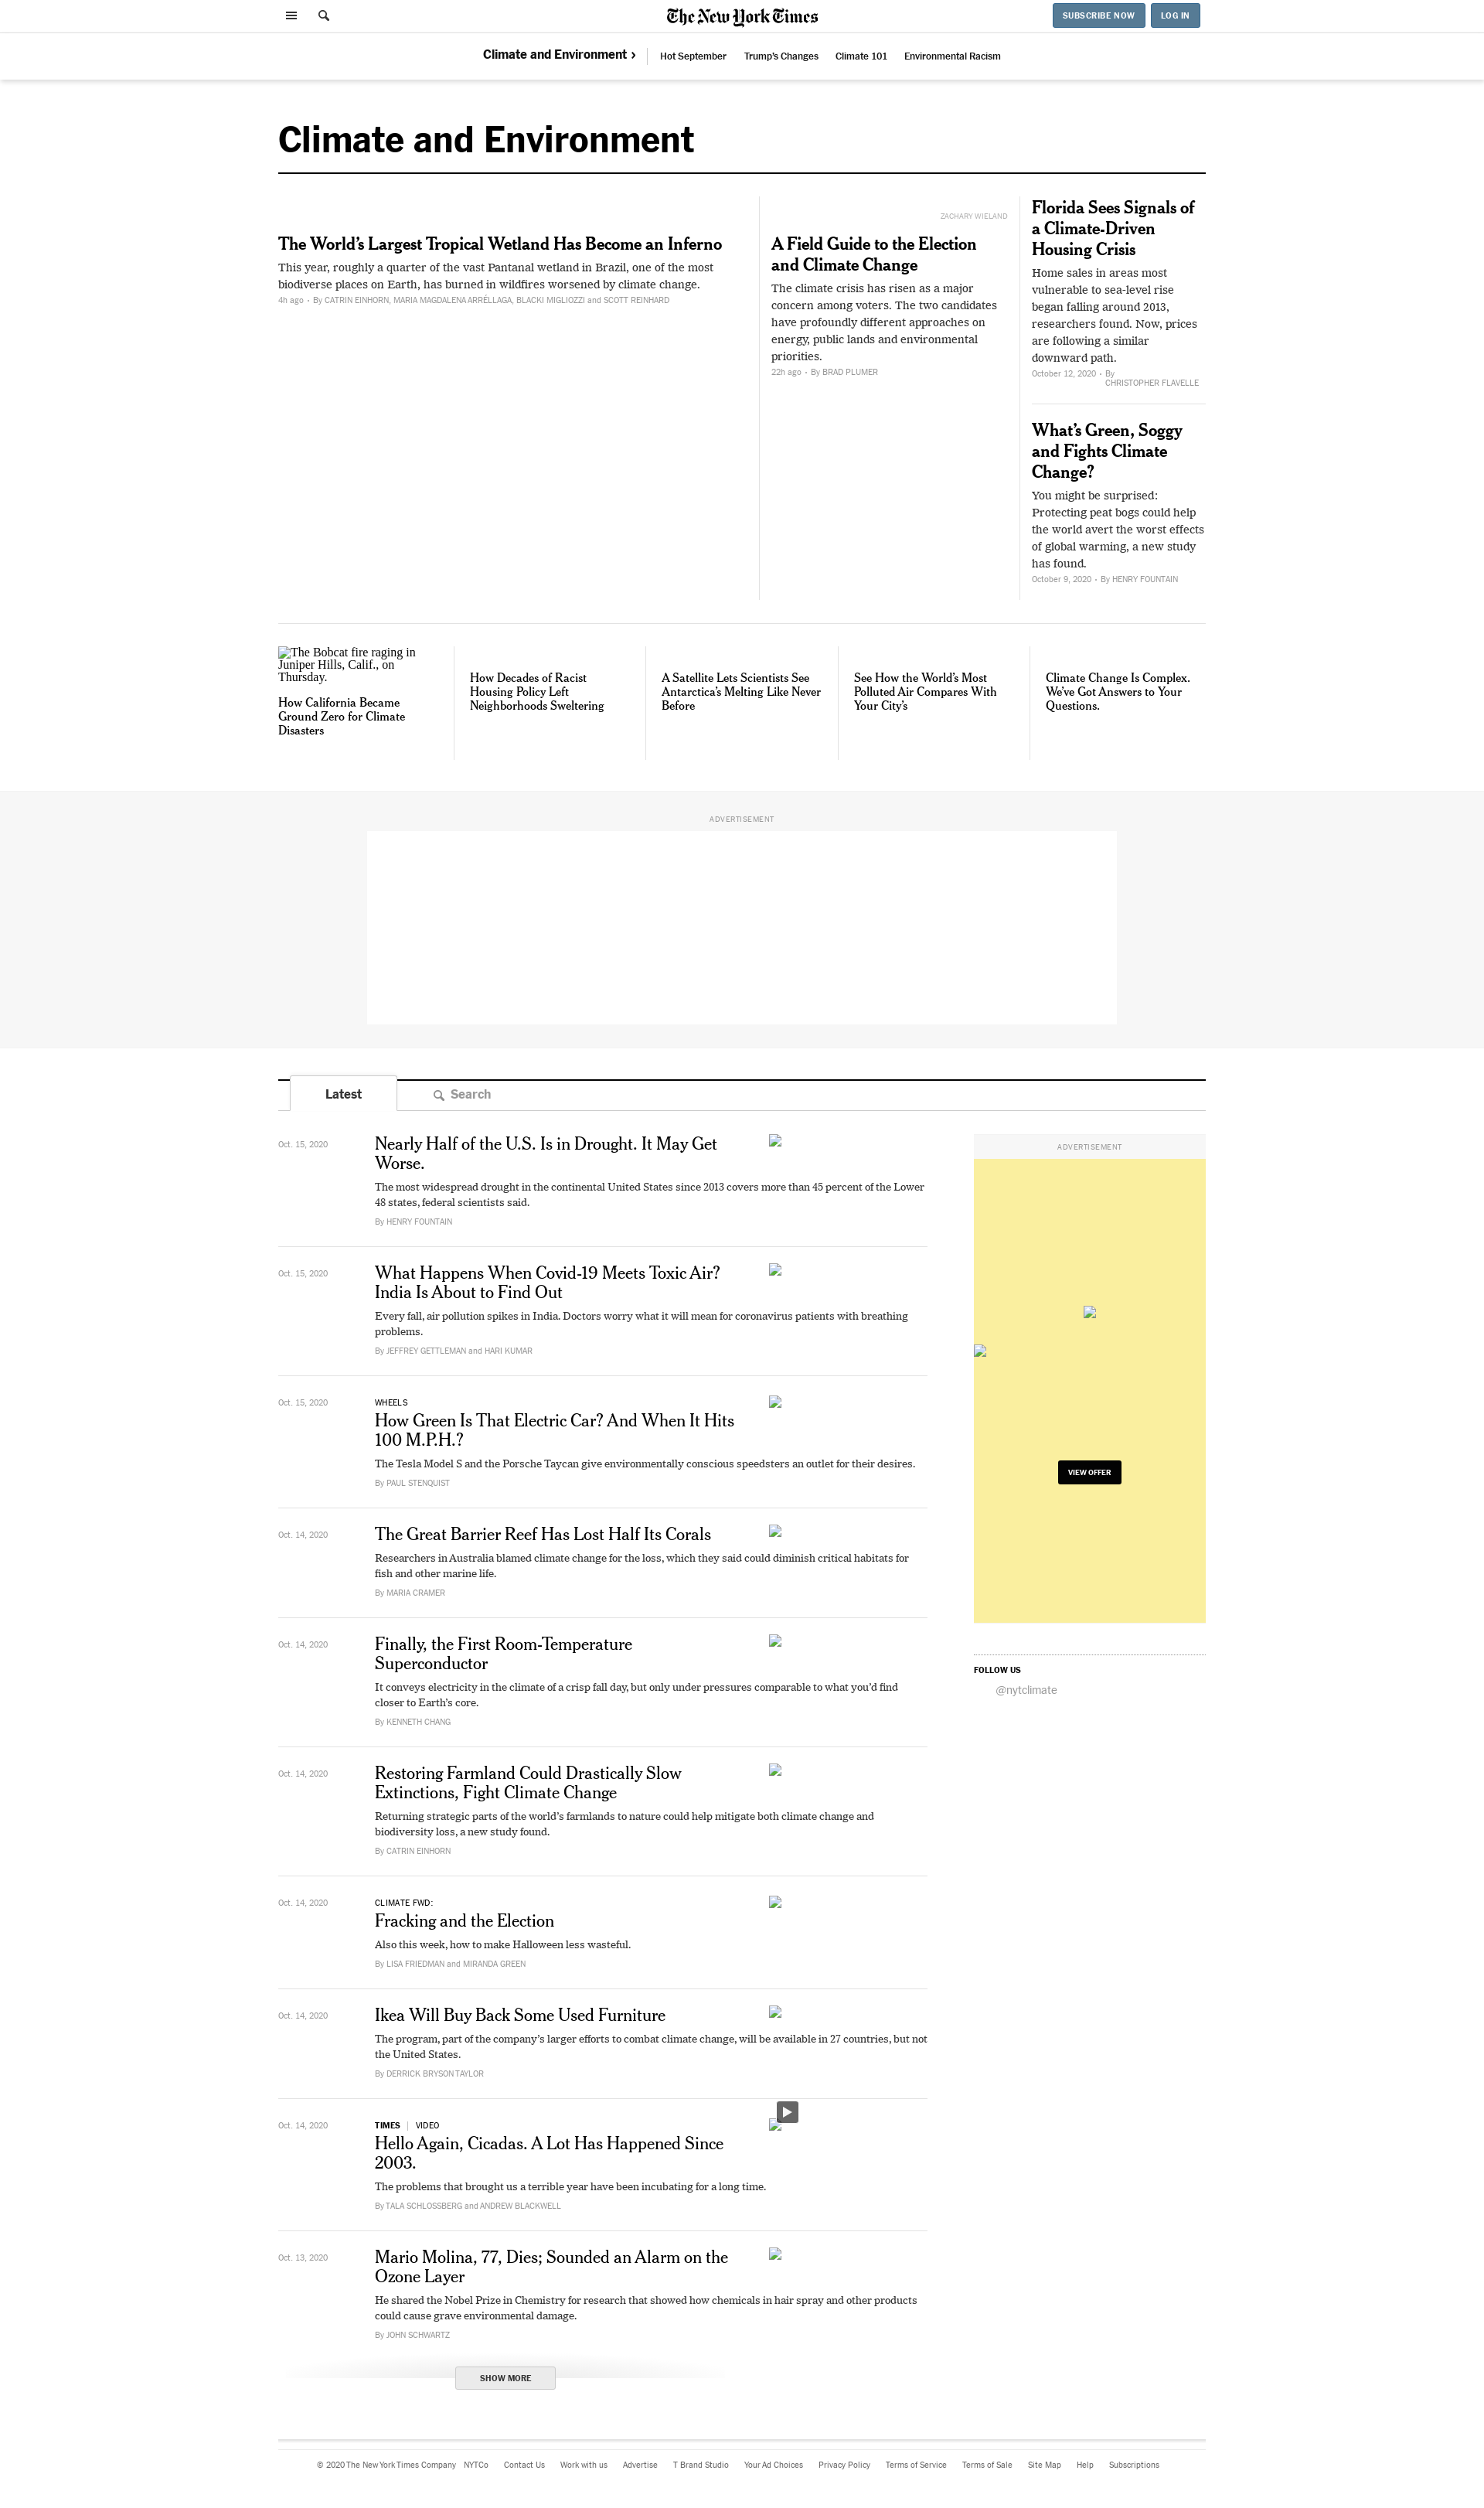 The New York Times
SUBSCRIBE NOW
LOG IN
Climate and Environment ›
Hot September
Trump's Changes
Climate 101
Environmental Racism
Climate and Environment
The World's Largest Tropical Wetland Has Become an Inferno
This year, roughly a quarter of the vast Pantanal wetland in Brazil, one of the most
biodiverse places on Earth, has burned in wildfires worsened by climate change.
4h ago • By CATRIN EINHORN, MARIA MAGDALENA ARRÉLLAGA, BLACKI MIGLIOZZI and SCOTT REINHARD
ZACHARY WIELAND
A Field Guide to the Election
and Climate Change
The climate crisis has risen as a major
concern among voters. The two candidates
have profoundly different approaches on
energy, public lands and environmental
priorities.
22h ago • By BRAD PLUMER
Florida Sees Signals of
a Climate-Driven
Housing Crisis
Home sales in areas most
vulnerable to sea-level rise
began falling around 2013,
researchers found. Now, prices
are following a similar
downward path.
October 12, 2020 • By
CHRISTOPHER FLAVELLE
What's Green, Soggy
and Fights Climate
Change?
You might be surprised:
Protecting peat bogs could help
the world avert the worst effects
of global warming, a new study
has found.
October 9, 2020 • By HENRY FOUNTAIN
The Bobcat fire raging in
Juniper Hills, Calif., on
Thursday.
How California Became
Ground Zero for Climate
Disasters
How Decades of Racist
Housing Policy Left
Neighborhoods Sweltering
A Satellite Lets Scientists See
Antarctica's Melting Like Never
Before
See How the World's Most
Polluted Air Compares With
Your City's
Climate Change Is Complex.
We've Got Answers to Your
Questions.
ADVERTISEMENT
Latest
Search
Oct. 15, 2020
Nearly Half of the U.S. Is in Drought. It May Get
Worse.
The most widespread drought in the continental United States since 2013 covers more than 45 percent of the Lower
48 states, federal scientists said.
By HENRY FOUNTAIN
Oct. 15, 2020
What Happens When Covid-19 Meets Toxic Air?
India Is About to Find Out
Every fall, air pollution spikes in India. Doctors worry what it will mean for coronavirus patients with breathing
problems.
By JEFFREY GETTLEMAN and HARI KUMAR
Oct. 15, 2020
WHEELS
How Green Is That Electric Car? And When It Hits
100 M.P.H.?
The Tesla Model S and the Porsche Taycan give environmentally conscious speedsters an outlet for their desires.
By PAUL STENQUIST
Oct. 14, 2020
The Great Barrier Reef Has Lost Half Its Corals
Researchers in Australia blamed climate change for the loss, which they said could diminish critical habitats for
fish and other marine life.
By MARIA CRAMER
Oct. 14, 2020
Finally, the First Room-Temperature
Superconductor
It conveys electricity in the climate of a crisp fall day, but only under pressures comparable to what you'd find
closer to Earth's core.
By KENNETH CHANG
Oct. 14, 2020
Restoring Farmland Could Drastically Slow
Extinctions, Fight Climate Change
Returning strategic parts of the world's farmlands to nature could help mitigate both climate change and
biodiversity loss, a new study found.
By CATRIN EINHORN
Oct. 14, 2020
CLIMATE FWD:
Fracking and the Election
Also this week, how to make Halloween less wasteful.
By LISA FRIEDMAN and MIRANDA GREEN
Oct. 14, 2020
Ikea Will Buy Back Some Used Furniture
The program, part of the company's larger efforts to combat climate change, will be available in 27 countries, but not
the United States.
By DERRICK BRYSON TAYLOR
Oct. 14, 2020
TIMES | VIDEO
Hello Again, Cicadas. A Lot Has Happened Since
2003.
The problems that brought us a terrible year have been incubating for a long time.
By TALA SCHLOSSBERG and ANDREW BLACKWELL
Oct. 13, 2020
Mario Molina, 77, Dies; Sounded an Alarm on the
Ozone Layer
He shared the Nobel Prize in Chemistry for research that showed how chemicals in hair spray and other products
could cause grave environmental damage.
By JOHN SCHWARTZ
SHOW MORE
ADVERTISEMENT
VIEW OFFER
FOLLOW US
@nytclimate
© 2020 The New York Times Company
NYTCo
Contact Us
Work with us
Advertise
T Brand Studio
Your Ad Choices
Privacy Policy
Terms of Service
Terms of Sale
Site Map
Help
Subscriptions